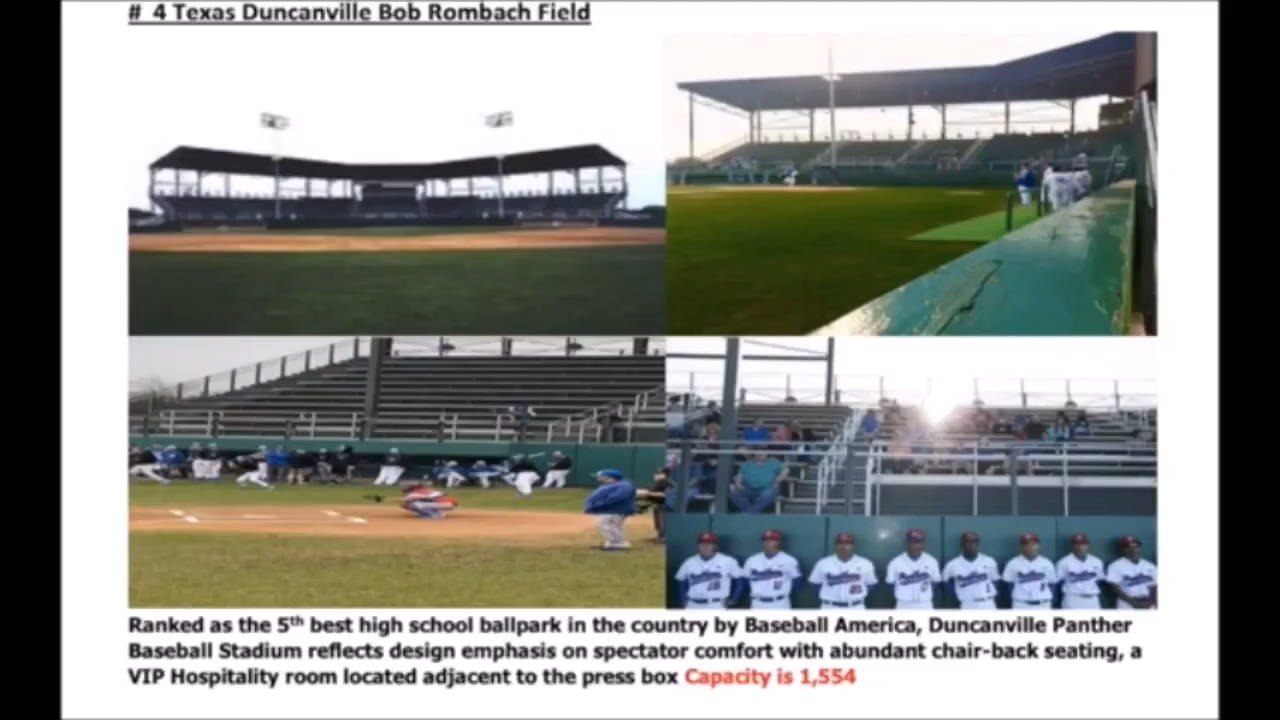 # 4 Texas Duncanville Bob Rombach Field
Ranked as the 5th best high school ballpark in the country by Baseball America, Duncanville Panther
Baseball Stadium reflects design emphasis on spectator comfort with abundant chair-back seating, a
VIP Hospitality room located adjacent to the press box Capacity is 1,554